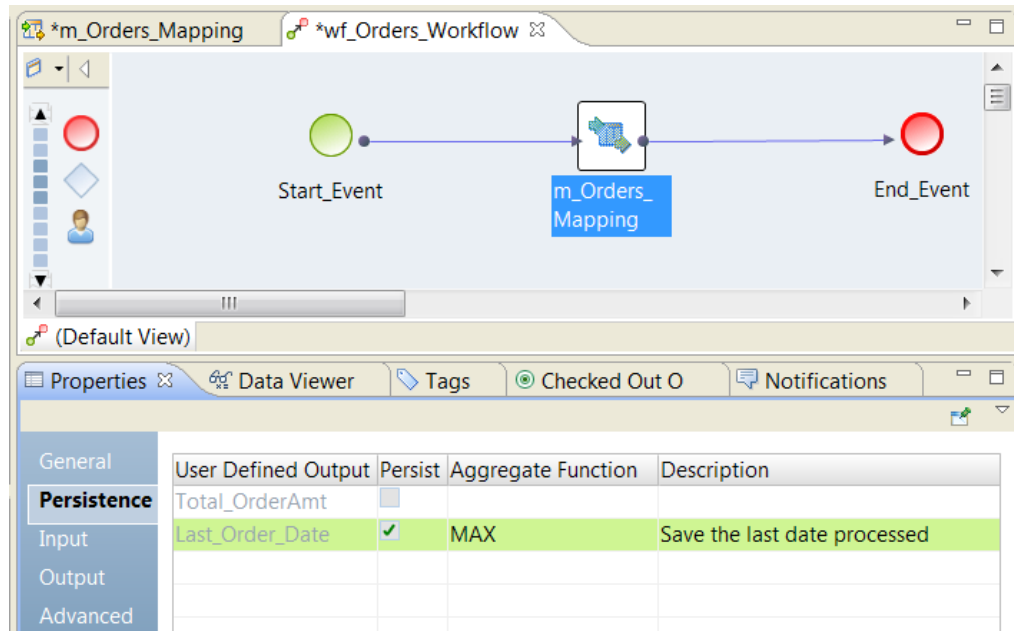 *m_Orders_Mapping
*wf_Orders_Workflow
Start_Event
m_Orders_
Mapping
End_Event
(Default View)
Properties
Data Viewer
Tags
Checked Out O
Notifications
General
Persistence
Input
Output
Advanced
User Defined Output Persist Aggregate Function Description
Total_OrderAmt
Last_Order_Date MAX Save the last date processed